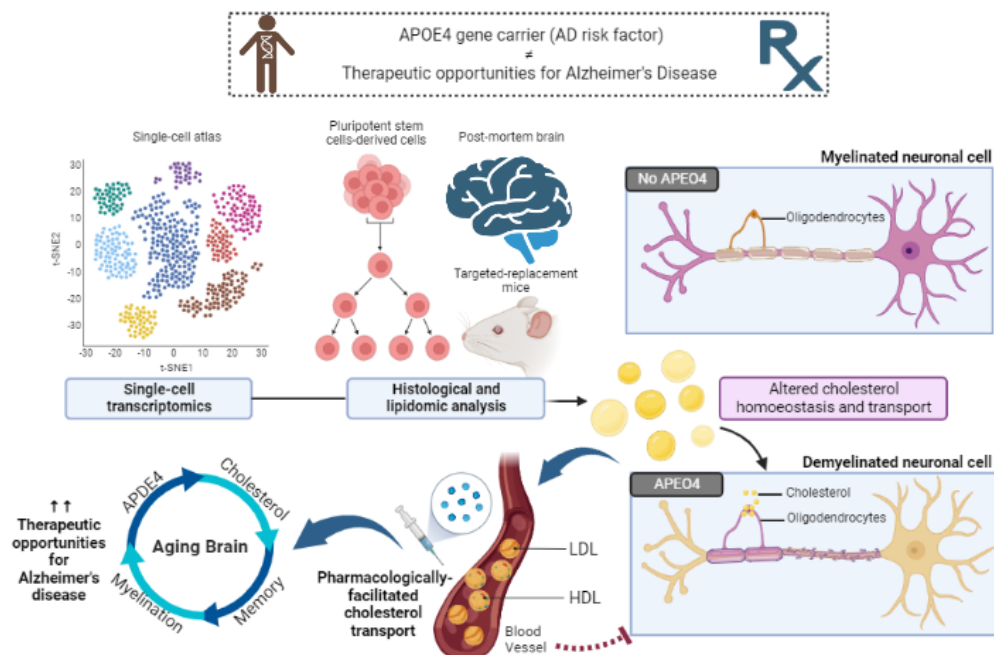 APOE4 gene carrier (AD risk factor)
≠
Therapeutic opportunities for Alzheimer's Disease
Rx
Single-cell atlas
30
20
10
0
-10
-20
-30
t-SNE2
-30
-20
-10
0
10
20
30
t-SNE1
Pluripotent stem
cells-derived cells
Post-mortem brain
Targeted-replacement
mice
Myelinated neuronal cell
No APEO4
Oligodendrocytes
Single-cell
transcriptomics
Histological and
lipidomic analysis
Altered cholesterol
homoeostasis and transport
Demyelinated neuronal cell
APEO4
Cholesterol
Oligodendrocytes
↑↑
Therapeutic
opportunities
for
Alzheimer's
disease
APDE4
Cholesterol
Memory
Myelination
Aging Brain
Pharmacologically-
facilitated
cholesterol
transport
LDL
HDL
Blood
Vessel